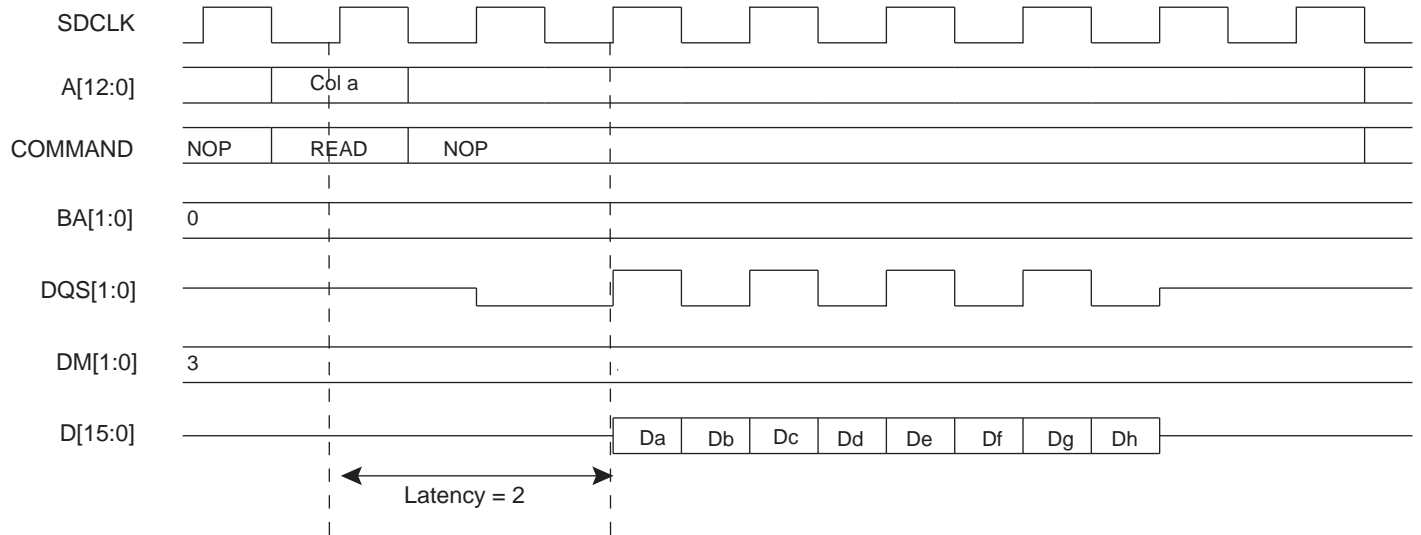 SDCLK
A[12:0] Col a
COMMAND NOP READ NOP
BA[1:0] 0
DQS[1:0]
DM[1:0] 3
D[15:0] Da Db Dc Dd De Df Dg Dh
Latency = 2